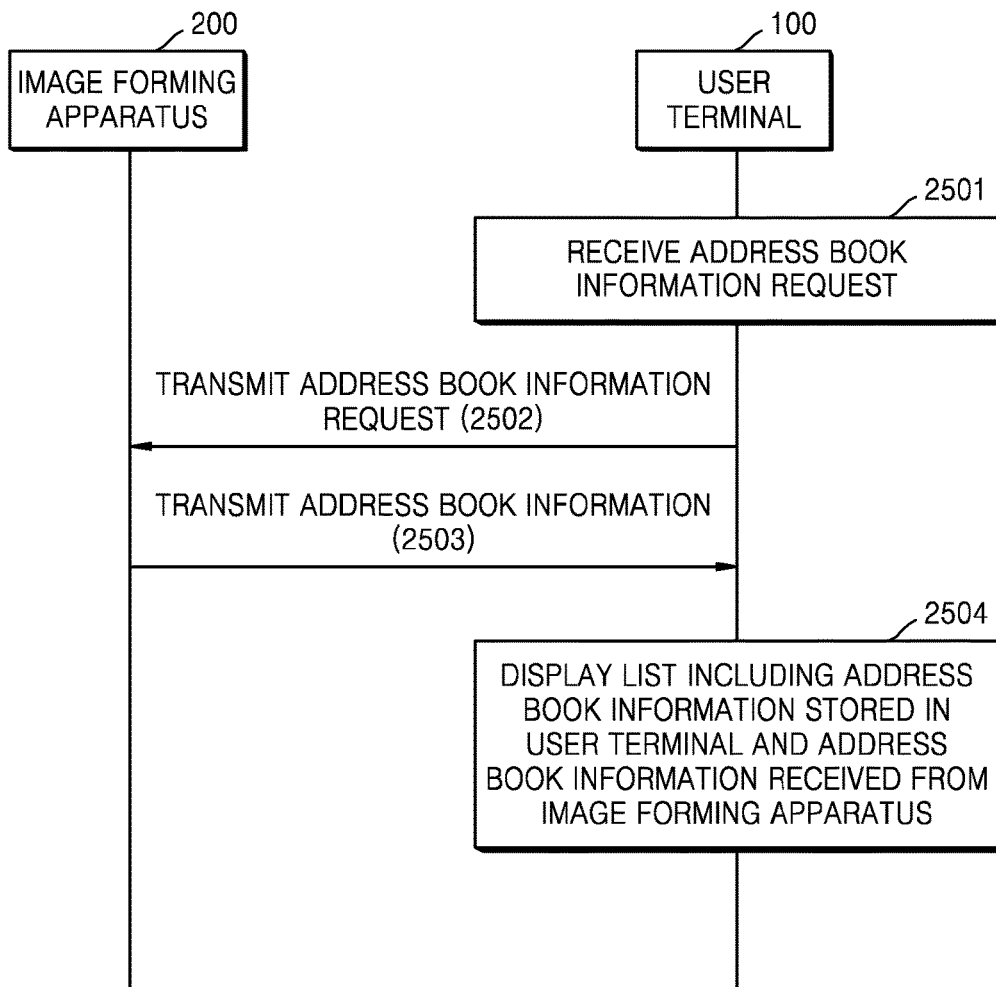 200
100
IMAGE FORMING
APPARATUS
USER
TERMINAL
2501
RECEIVE ADDRESS BOOK
INFORMATION REQUEST
TRANSMIT ADDRESS BOOK INFORMATION
REQUEST (2502)
TRANSMIT ADDRESS BOOK INFORMATION
(2503)
2504
DISPLAY LIST INCLUDING ADDRESS
BOOK INFORMATION STORED IN
USER TERMINAL AND ADDRESS
BOOK INFORMATION RECEIVED FROM
IMAGE FORMING APPARATUS